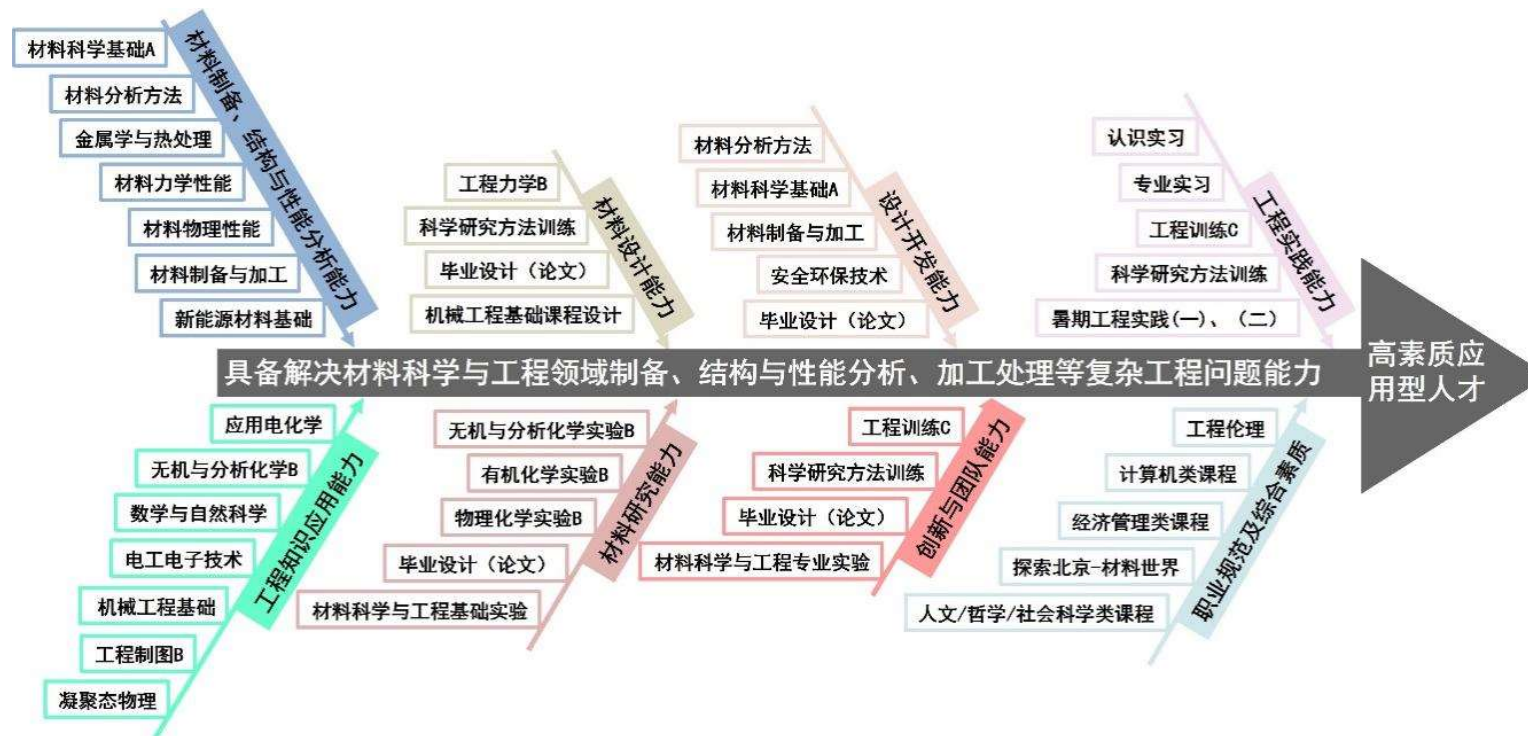 材料科学基础A
材料分析方法
金属学与热处理
材料力学性能
材料物理性能
材料制备与加工
新能源材料基础
材料制备、结构与性能分析能力
工程力学B
科学研究方法训练
毕业设计（论文）
机械工程基础课程设计
材料设计能力
材料分析方法
材料科学基础A
材料制备与加工
安全环保技术
毕业设计（论文）
设计开发能力
认识实习
专业实习
工程训练C
科学研究方法训练
暑期工程实践(一)、（二）
工程实践能力
具备解决材料科学与工程领域制备、结构与性能分析、加工处理等复杂工程问题能力
高素质应
用型人才
应用电化学
无机与分析化学B
数学与自然科学
电工电子技术
机械工程基础
工程制图B
凝聚态物理
工程知识应用能力
无机与分析化学实验B
有机化学实验B
物理化学实验B
毕业设计（论文）
材料科学与工程基础实验
材料研究能力
工程训练C
科学研究方法训练
毕业设计（论文）
材料科学与工程专业实验
创新与团队能力
工程伦理
计算机类课程
经济管理类课程
探索北京-材料世界
人文/哲学/社会科学类课程
职业规范及综合素质